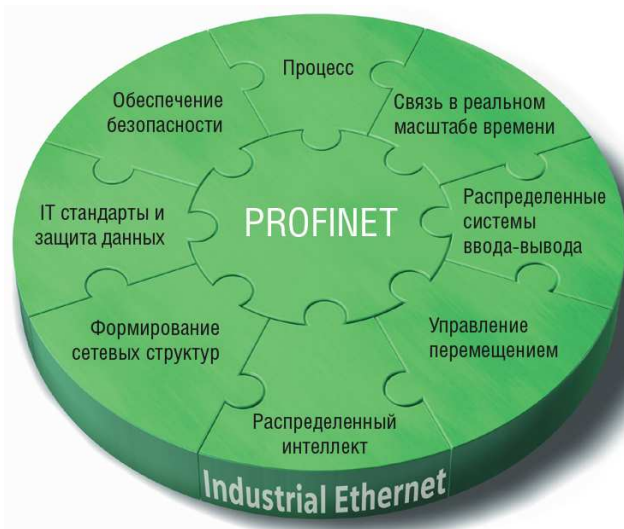 Процесс
Связь в реальном
масштабе времени
Распределенные
системы
ввода-вывода
Управление
перемещением
Распределенный
интеллект
Формирование
сетевых структур
IT стандарты и
защита данных
Обеспечение
безопасности
PROFINET
Industrial Ethernet